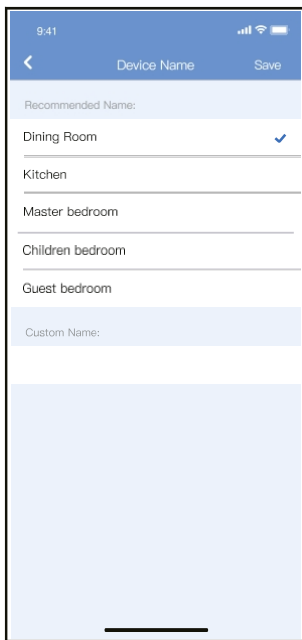 9:41
Device Name Save
Recommended Name:
Dining Room
Kitchen
Master bedroom
Children bedroom
Guest bedroom
Custom Name: